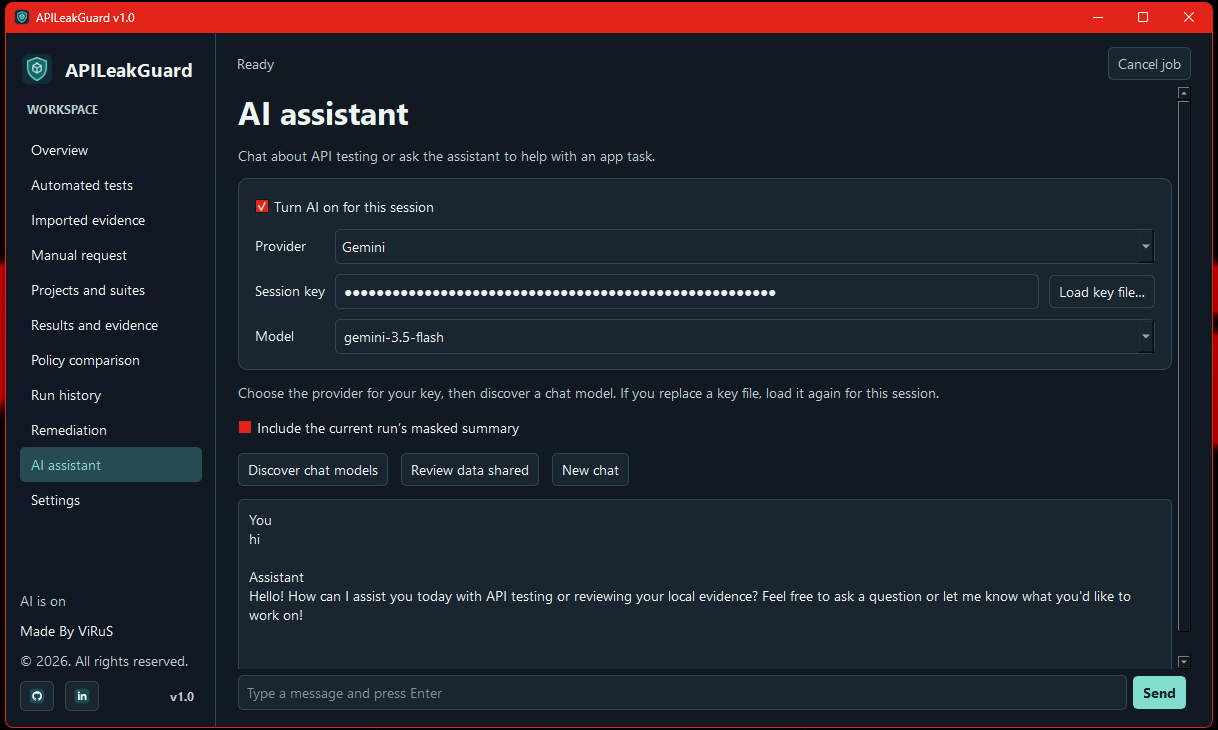 APILeakGuard v1.0
APILeakGuard
WORKSPACE
Overview
Automated tests
Imported evidence
Manual request
Projects and suites
Results and evidence
Policy comparison
Run history
Remediation
AI assistant
Settings
AI is on
Made By ViRuS
© 2026. All rights reserved.
in
v1.0
Ready
Cancel job
AI assistant
Chat about API testing or ask the assistant to help with an app task.
Turn AI on for this session
Provider
Gemini
Session key
Load key file...
Model
gemini-3.5-flash
Choose the provider for your key, then discover a chat model. If you replace a key file, load it again for this session.
Include the current run's masked summary
Discover chat models
Review data shared
New chat
You
hi
Assistant
Hello! How can I assist you today with API testing or reviewing your local evidence? Feel free to ask a question or let me know what you'd like to
work on!
Type a message and press Enter
Send